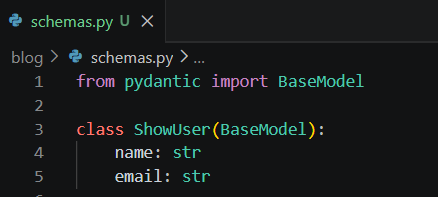 schemas.py U
blog > schemas.py > ...
1 from pydantic import BaseModel
2
3 class ShowUser(BaseModel):
4     name: str
5     email: str